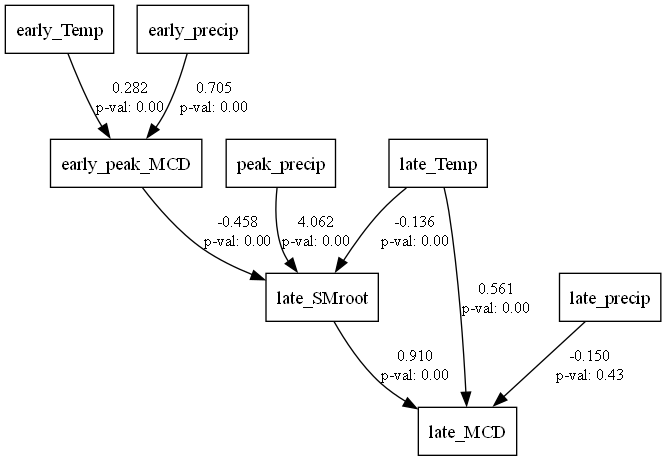 early_Temp
early_precip
0.282
p-val: 0.00
0.705
p-val: 0.00
early_peak_MCD
peak_precip
late_Temp
-0.458
p-val: 0.00
4.062
p-val: 0.00
-0.136
p-val: 0.00
late_SMroot
0.561
p-val: 0.00
late_precip
0.910
p-val: 0.00
-0.150
p-val: 0.43
late_MCD